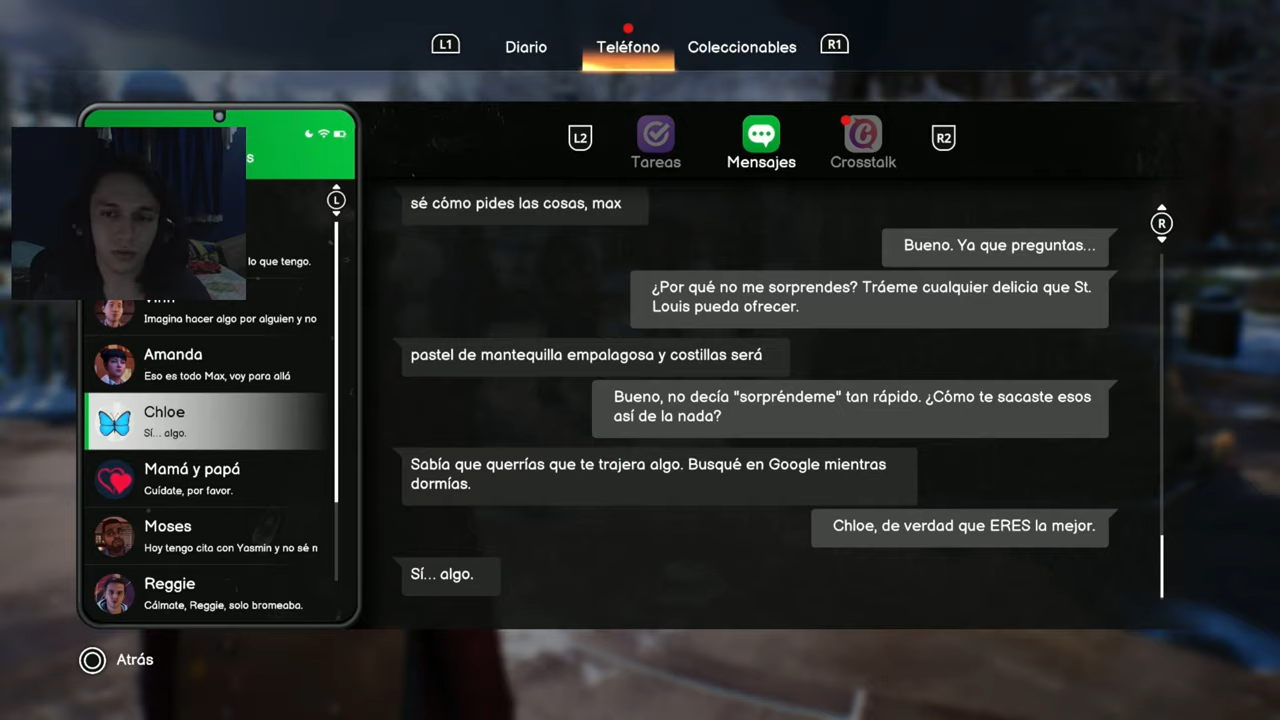 L1
Diario
Teléfono
Coleccionables
R1
L2
Tareas
Mensajes
Crosstalk
R2
s
L
lo que tengo.
Imagina hacer algo por alguien y no
Amanda
Eso es todo Max, voy para allá
Chloe
Sí... algo.
Mamá y papá
Cuídate, por favor.
Moses
Hoy tengo cita con Yasmin y no sé n
Reggie
Cálmate, Reggie, solo bromeaba.
sé cómo pides las cosas, max
R
Bueno. Ya que preguntas...
¿Por qué no me sorprendes? Tráeme cualquier delicia que St.
Louis pueda ofrecer.
pastel de mantequilla empalagosa y costillas será
Bueno, no decía "sorpréndeme" tan rápido. ¿Cómo te sacaste esos
así de la nada?
Sabía que querrías que te trajera algo. Busqué en Google mientras
dormías.
Chloe, de verdad que ERES la mejor.
Sí... algo.
Atrás